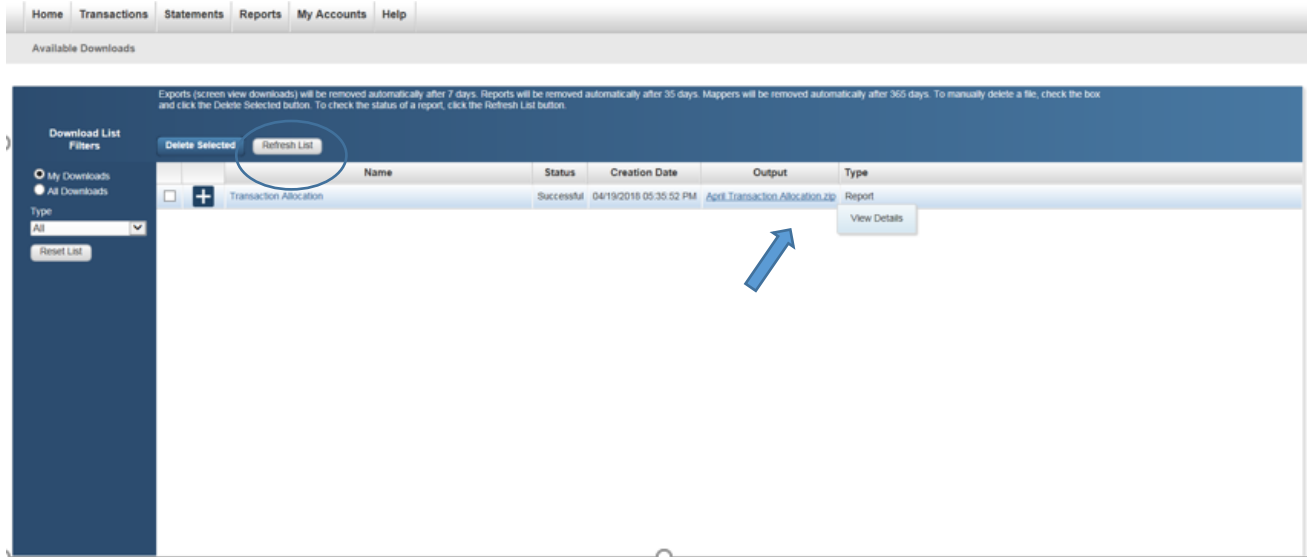 Home Transactions Statements Reports My Accounts Help
Available Downloads
Exports (screen view downloads) will be removed automatically after 7 days. Reports will be removed automatically after 35 days. Mappers will be removed automatically after 365 days. To manually delete a file, check the box
and click the Delete Selected button. To check the status of a report, click the Refresh List button.
Download List
Filters
Delete Selected Refresh List
My Downloads
All Downloads
Type
All
Reset List
Name Status Creation Date Output Type
Transaction Allocation Successful 04/19/2018 05:35:52 PM April Transaction Allocation.zip Report
View Details